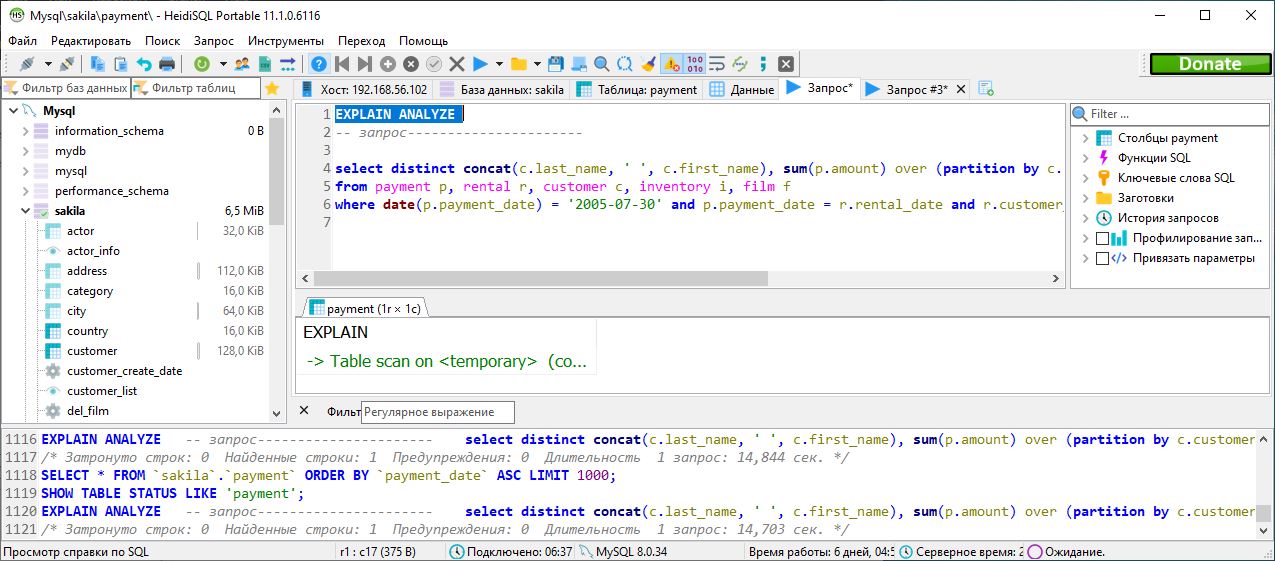 Mysql\sakila\payment\ - HeidiSQL Portable 11.1.0.6116
Файл Редактировать Поиск Запрос Инструменты Переход Помощь
Donate
Фильтр баз данных Фильтр таблиц
Хост: 192.168.56.102 База данных: sakila Таблица: payment Данные Запрос* Запрос #3*
Mysql
information_schema 0 B
mydb
mysql
performance_schema
sakila 6,5 MiB
actor 32,0 KiB
actor_info
address 112,0 KiB
category 16,0 KiB
city 64,0 KiB
country 16,0 KiB
customer 128,0 KiB
customer_create_date
customer_list
del_film
1 EXPLAIN ANALYZE
2 -- запрос----------------------
3
4 select distinct concat(c.last_name, ' ', c.first_name), sum(p.amount) over (partition by c.
5 from payment p, rental r, customer c, inventory i, film f
6 where date(p.payment_date) = '2005-07-30' and p.payment_date = r.rental_date and r.customer_
7
Filter ...
Столбцы payment
Функции SQL
Ключевые слова SQL
Заготовки
История запросов
Профилирование зап...
Привязать параметры
payment (1r × 1c)
EXPLAIN
-> Table scan on <temporary> (co...
Фильт Регулярное выражение
1116 EXPLAIN ANALYZE -- запрос---------------------- select distinct concat(c.last_name, ' ', c.first_name), sum(p.amount) over (partition by c.customer
1117 /* Затронуто строк: 0 Найденные строки: 1 Предупреждения: 0 Длительность 1 запрос: 14,844 сек. */
1118 SELECT * FROM `sakila`.`payment` ORDER BY `payment_date` ASC LIMIT 1000;
1119 SHOW TABLE STATUS LIKE 'payment';
1120 EXPLAIN ANALYZE -- запрос---------------------- select distinct concat(c.last_name, ' ', c.first_name), sum(p.amount) over (partition by c.customer
1121 /* Затронуто строк: 0 Найденные строки: 1 Предупреждения: 0 Длительность 1 запрос: 14,703 сек. */
Просмотр справки по SQL r1 : c17 (375 B) Подключено: 06:37 MySQL 8.0.34 Время работы: 6 дней, 04:5 Серверное время: 2 Ожидание.